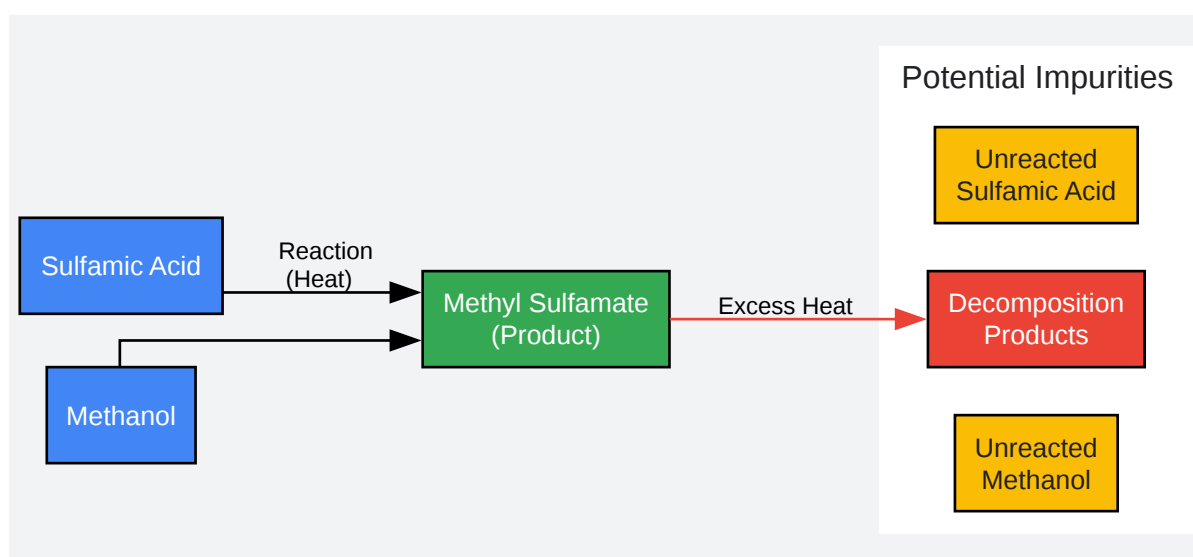 Potential Impurities
Unreacted
Sulfamic Acid
Sulfamic Acid
Reaction
(Heat)
Methyl Sulfamate
(Product)
Excess Heat
Decomposition
Products
Methanol
Unreacted
Methanol